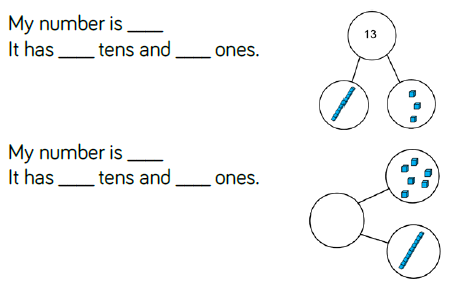 My number is ____
It has ____ tens and ____ ones.
13
My number is ____
It has ____ tens and ____ ones.